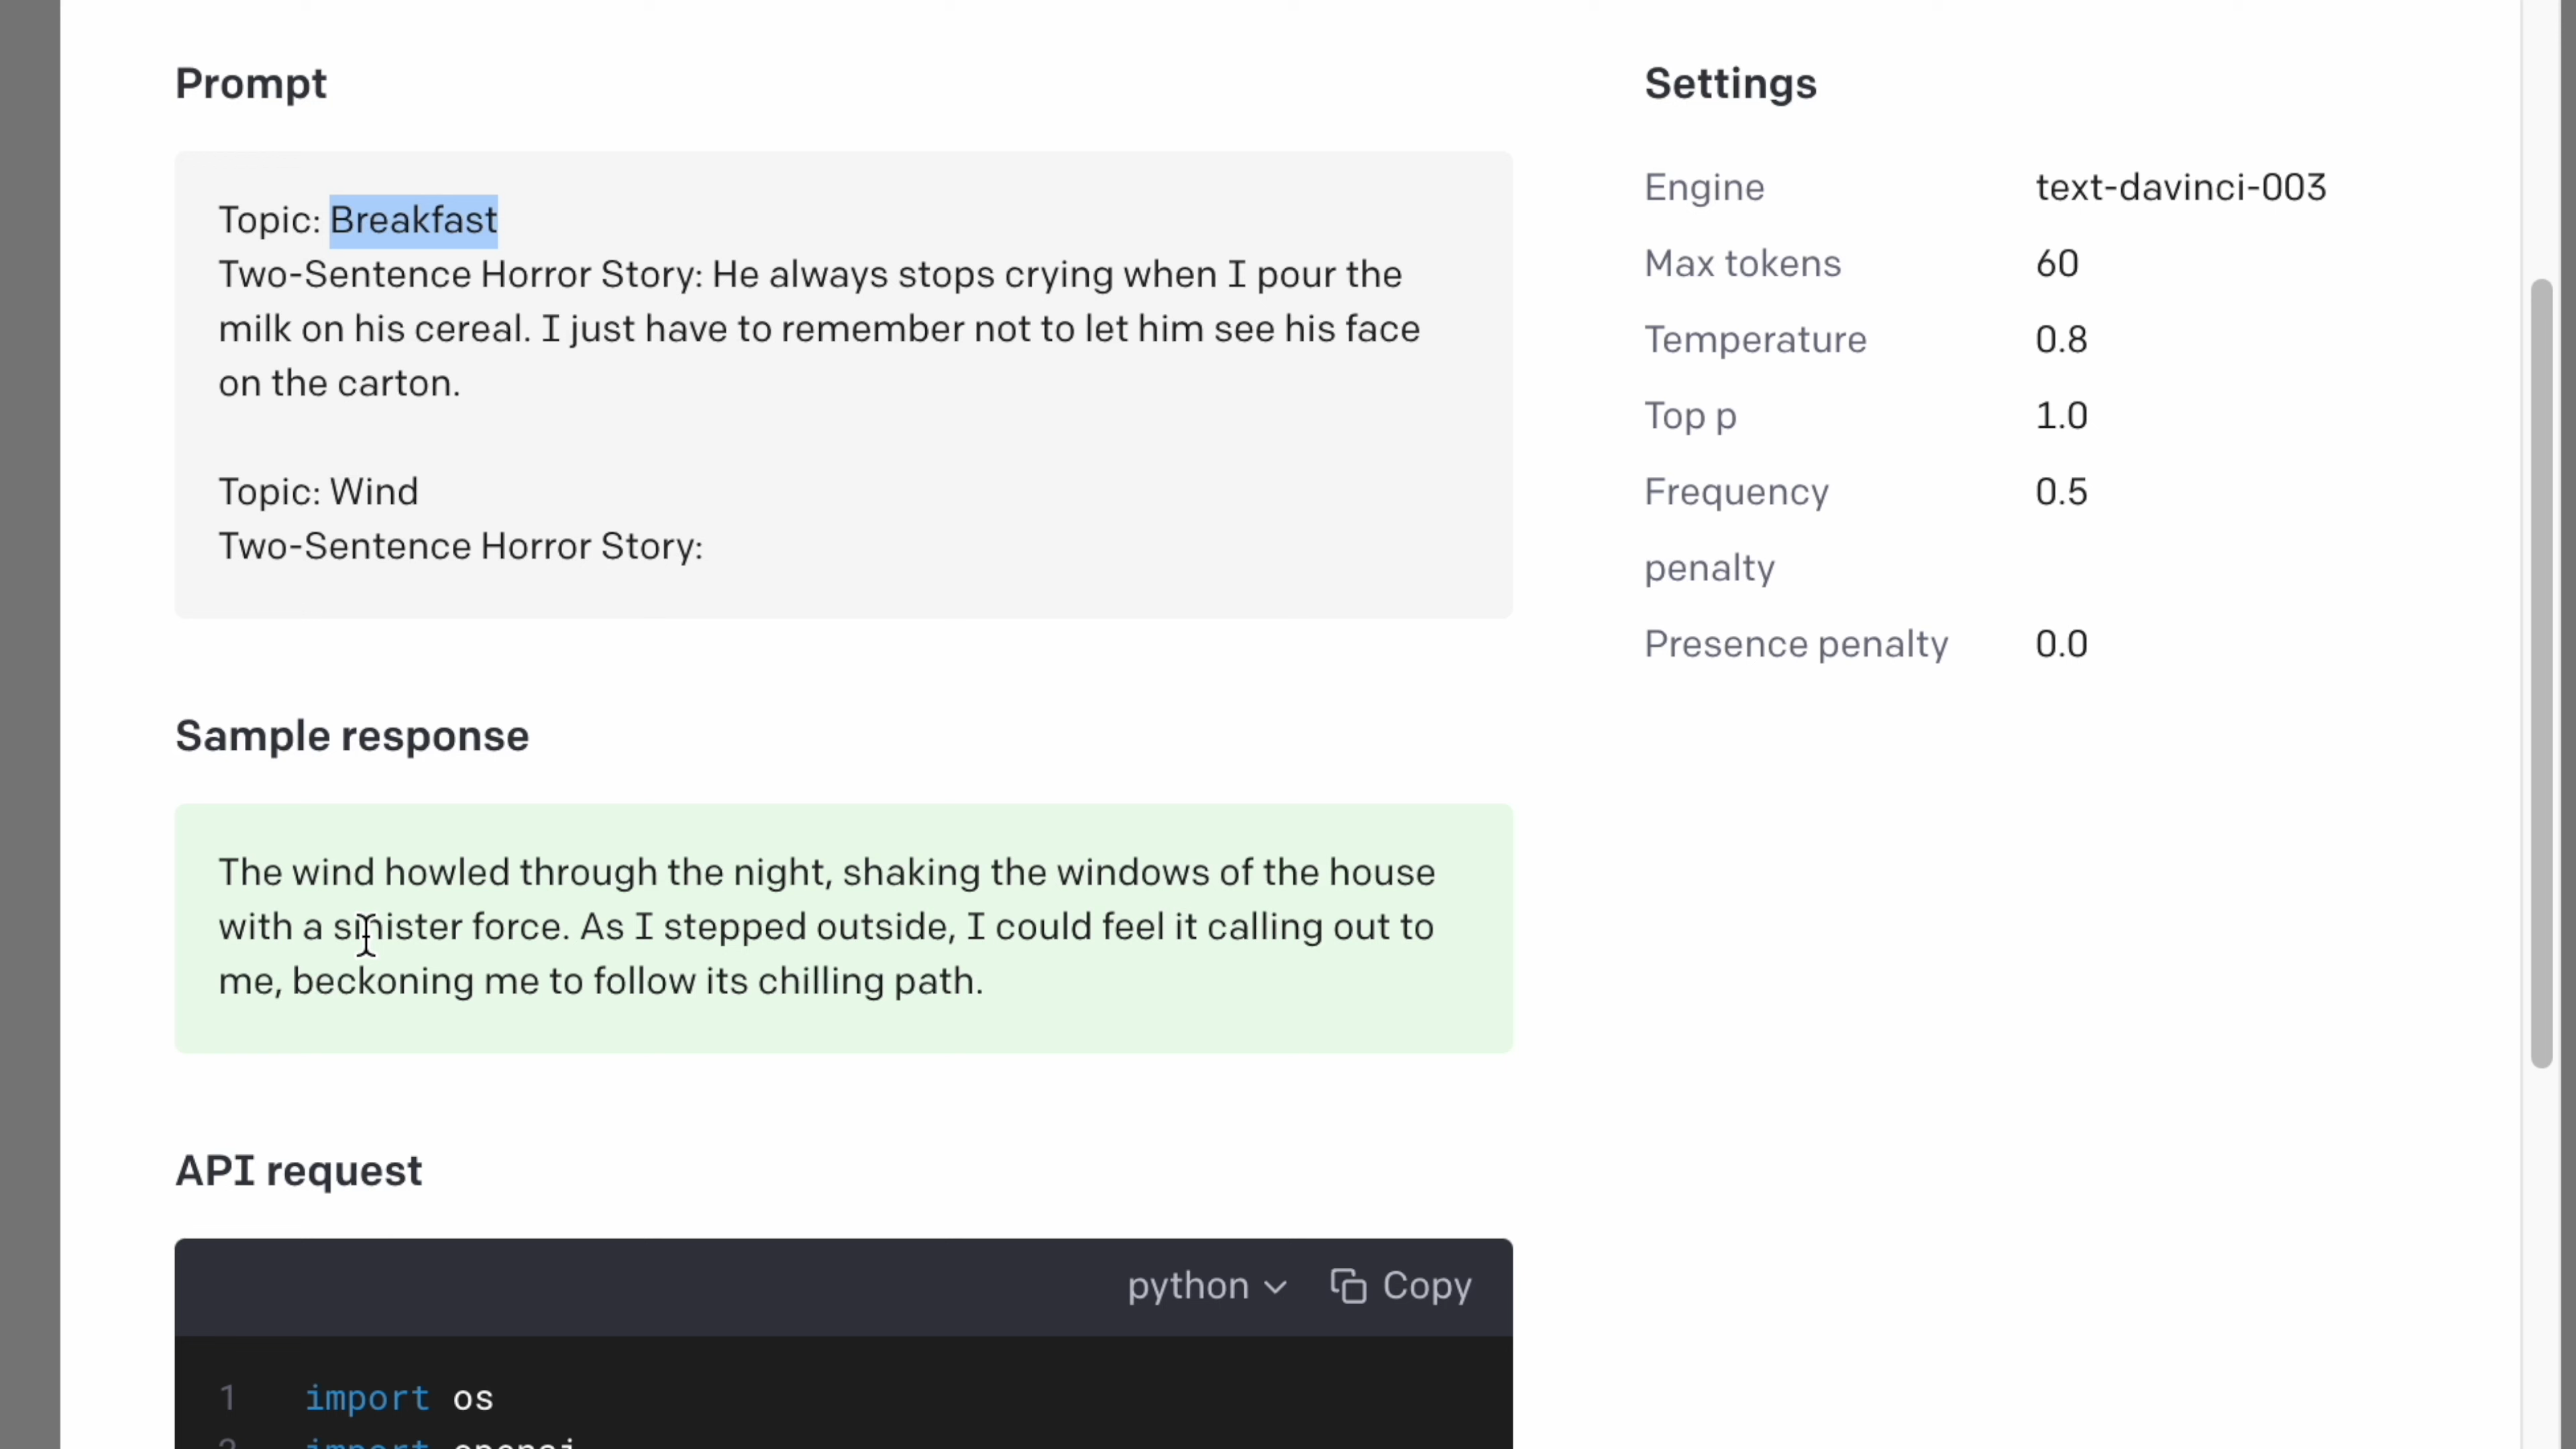 Prompt
Topic: Breakfast
Two-Sentence Horror Story: He always stops crying when I pour the
milk on his cereal. I just have to remember not to let him see his face
on the carton.
Topic: Wind
Two-Sentence Horror Story:
Settings
Engine text-davinci-003
Max tokens 60
Temperature 0.8
Top p 1.0
Frequency 0.5
penalty
Presence penalty 0.0
Sample response
The wind howled through the night, shaking the windows of the house
with a sinister force. As I stepped outside, I could feel it calling out to
me, beckoning me to follow its chilling path.
API request
python Copy
1 import os
2 import openai